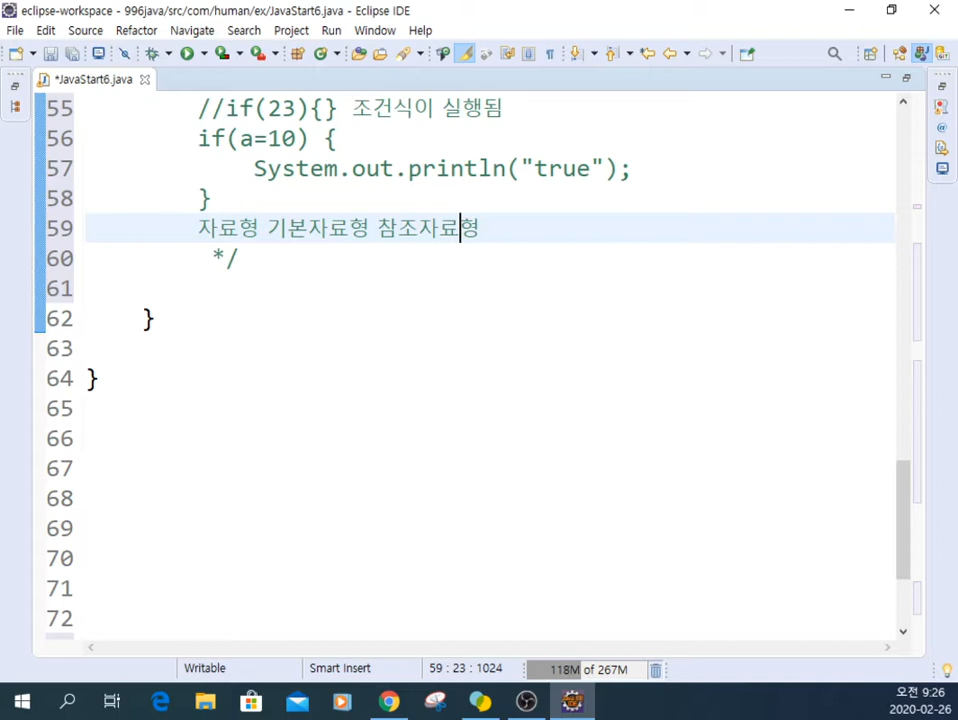 eclipse-workspace - 996java/src/com/human/ex/JavaStart6.java - Eclipse IDE
File Edit Source Refactor Navigate Search Project Run Window Help
*JavaStart6.java
55 //if(23){} 조건식이 실행됨
56 if(a=10) {
57 System.out.println("true");
58 }
59 자료형 기본자료형 참조자료형
60 */
61
62 }
63
64 }
65
66
67
68
69
70
71
72
Writable Smart Insert 59 : 23 : 1024 118M of 267M
오전 9:26
2020-02-26